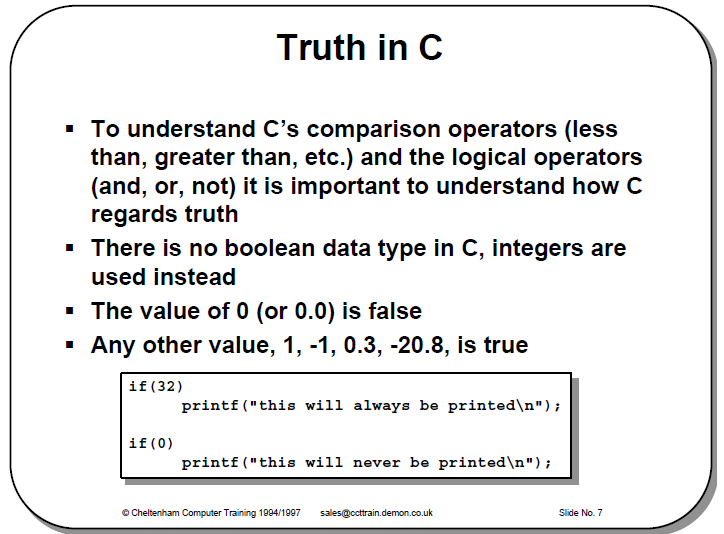 Truth in C
▪ To understand C’s comparison operators (less
than, greater than, etc.) and the logical operators
(and, or, not) it is important to understand how C
regards truth
▪ There is no boolean data type in C, integers are
used instead
▪ The value of 0 (or 0.0) is false
▪ Any other value, 1, -1, 0.3, -20.8, is true
if(32)
printf("this will always be printed\n");
if(0)
printf("this will never be printed\n");
© Cheltenham Computer Training 1994/1997 sales@ccttrain.demon.co.uk Slide No. 7